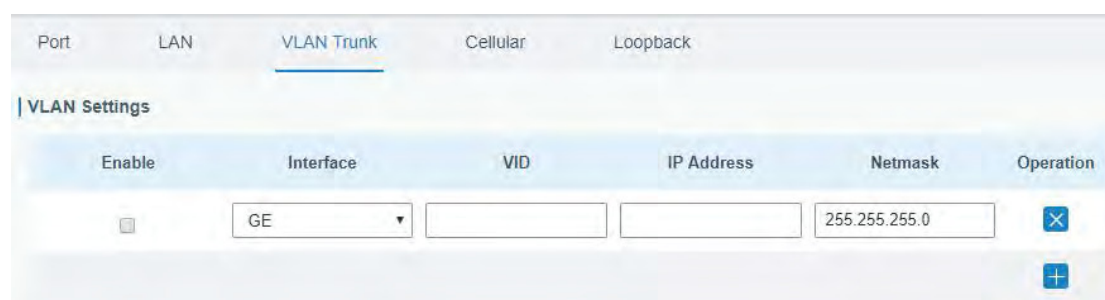 Port LAN VLAN Trunk Cellular Loopback
VLAN Settings
Enable Interface VID IP Address Netmask Operation
GE 255.255.255.0